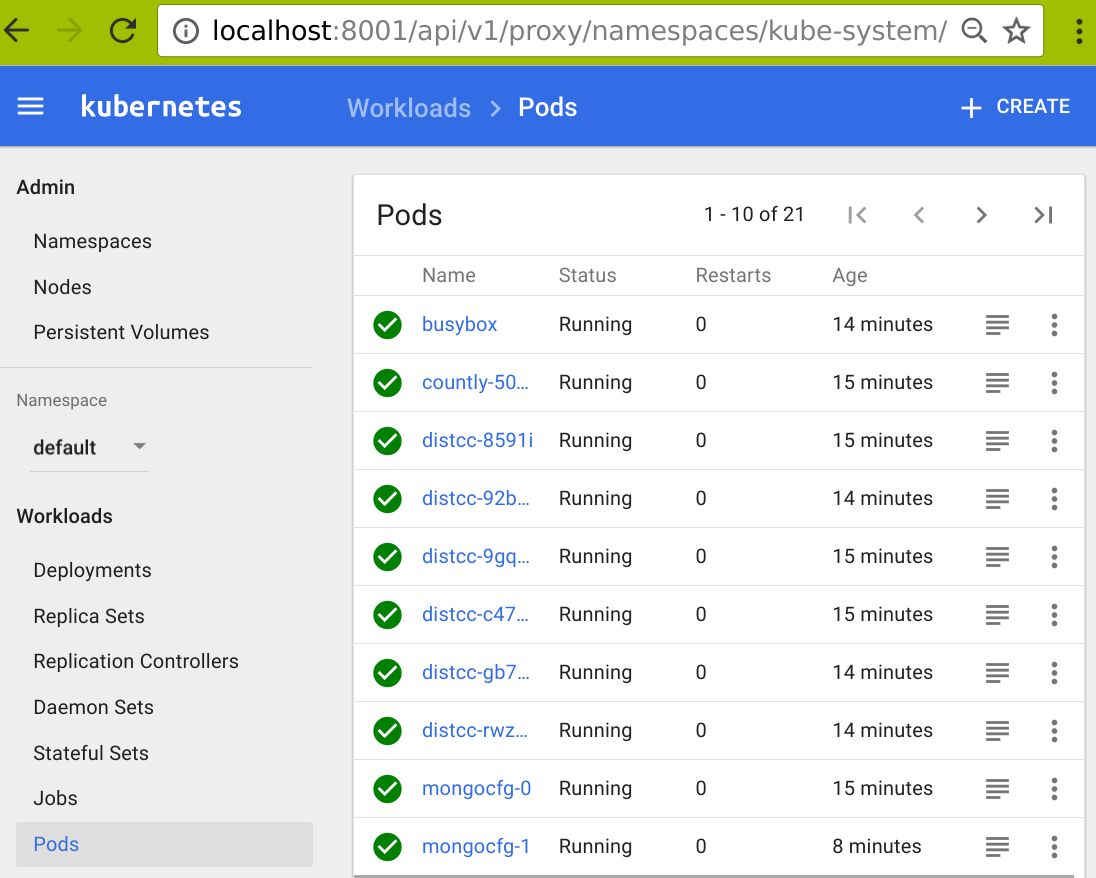 localhost:8001/api/v1/proxy/namespaces/kube-system/
kubernetes
Workloads > Pods
+ CREATE
Admin
Namespaces
Nodes
Persistent Volumes
Namespace
default
Workloads
Deployments
Replica Sets
Replication Controllers
Daemon Sets
Stateful Sets
Jobs
Pods
Pods
1 - 10 of 21
Name Status Restarts Age
busybox Running 0 14 minutes
countly-50... Running 0 15 minutes
distcc-8591i Running 0 15 minutes
distcc-92b... Running 0 14 minutes
distcc-9gq... Running 0 15 minutes
distcc-c47... Running 0 15 minutes
distcc-gb7... Running 0 14 minutes
distcc-rwz... Running 0 14 minutes
mongocfg-0 Running 0 15 minutes
mongocfg-1 Running 0 8 minutes